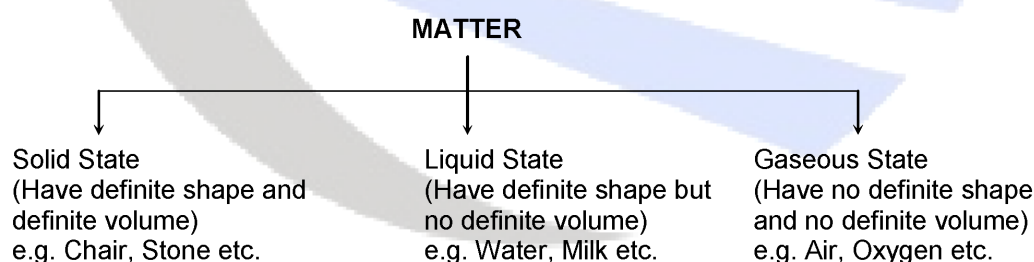 MATTER
Solid State
(Have definite shape and
definite volume)
e.g. Chair, Stone etc.
Liquid State
(Have definite shape but
no definite volume)
e.g. Water, Milk etc.
Gaseous State
(Have no definite shape
and no definite volume)
e.g. Air, Oxygen etc.